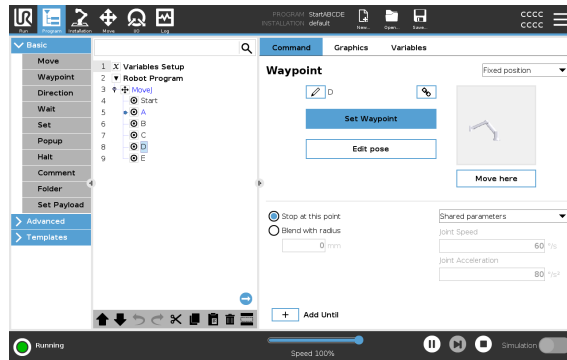 UR
PROGRAM StartABCDE
INSTALLATION default
CCCC
CCCC
Run Program Installation Move I/O Log New... Open... Save...
Basic
Move
Waypoint
Direction
Wait
Set
Popup
Halt
Comment
Folder
Set Payload
Advanced
Templates
1 X Variables Setup
2 Robot Program
3 MoveJ
4 Start
5 A
6 B
7 C
8 D
9 E
Command Graphics Variables
Waypoint
Fixed position
D
Set Waypoint
Edit pose
Move here
Stop at this point
Shared parameters
Blend with radius
Joint Speed
0 mm
60 °/s
Joint Acceleration
80 °/s²
+ Add Until
Running
Speed 100%
Simulation